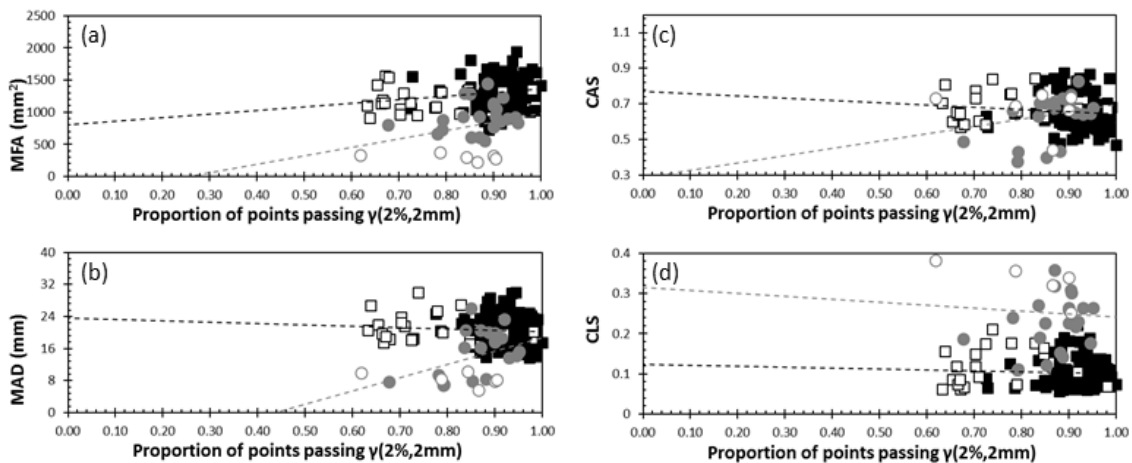 (a)
MFA (mm²)
2500
2000
1500
1000
500
0
0.00 0.10 0.20 0.30 0.40 0.50 0.60 0.70 0.80 0.90 1.00
Proportion of points passing γ(2%,2mm)
(c)
CAS
1.1
0.9
0.7
0.5
0.3
0.00 0.10 0.20 0.30 0.40 0.50 0.60 0.70 0.80 0.90 1.00
Proportion of points passing γ(2%,2mm)
(b)
MAD (mm)
40
32
24
16
8
0
0.00 0.10 0.20 0.30 0.40 0.50 0.60 0.70 0.80 0.90 1.00
Proportion of points passing γ(2%,2mm)
(d)
CLS
0.4
0.3
0.2
0.1
0
0.00 0.10 0.20 0.30 0.40 0.50 0.60 0.70 0.80 0.90 1.00
Proportion of points passing γ(2%,2mm)